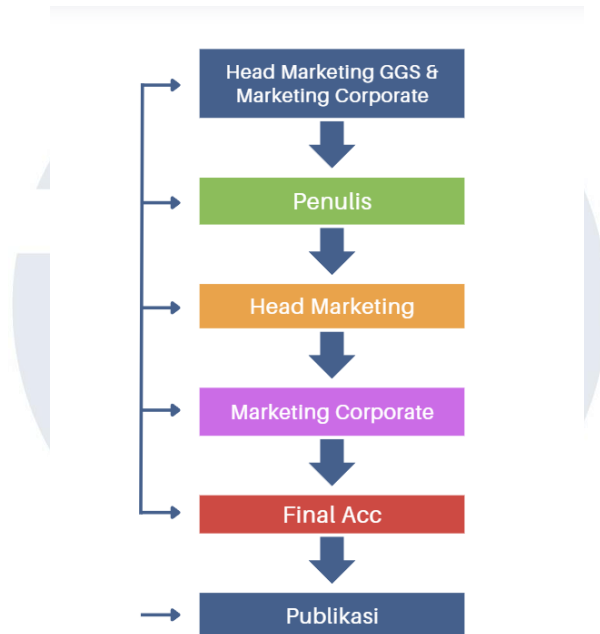 Head Marketing GGS &
Marketing Corporate
Penulis
Head Marketing
Marketing Corporate
Final Acc
Publikasi